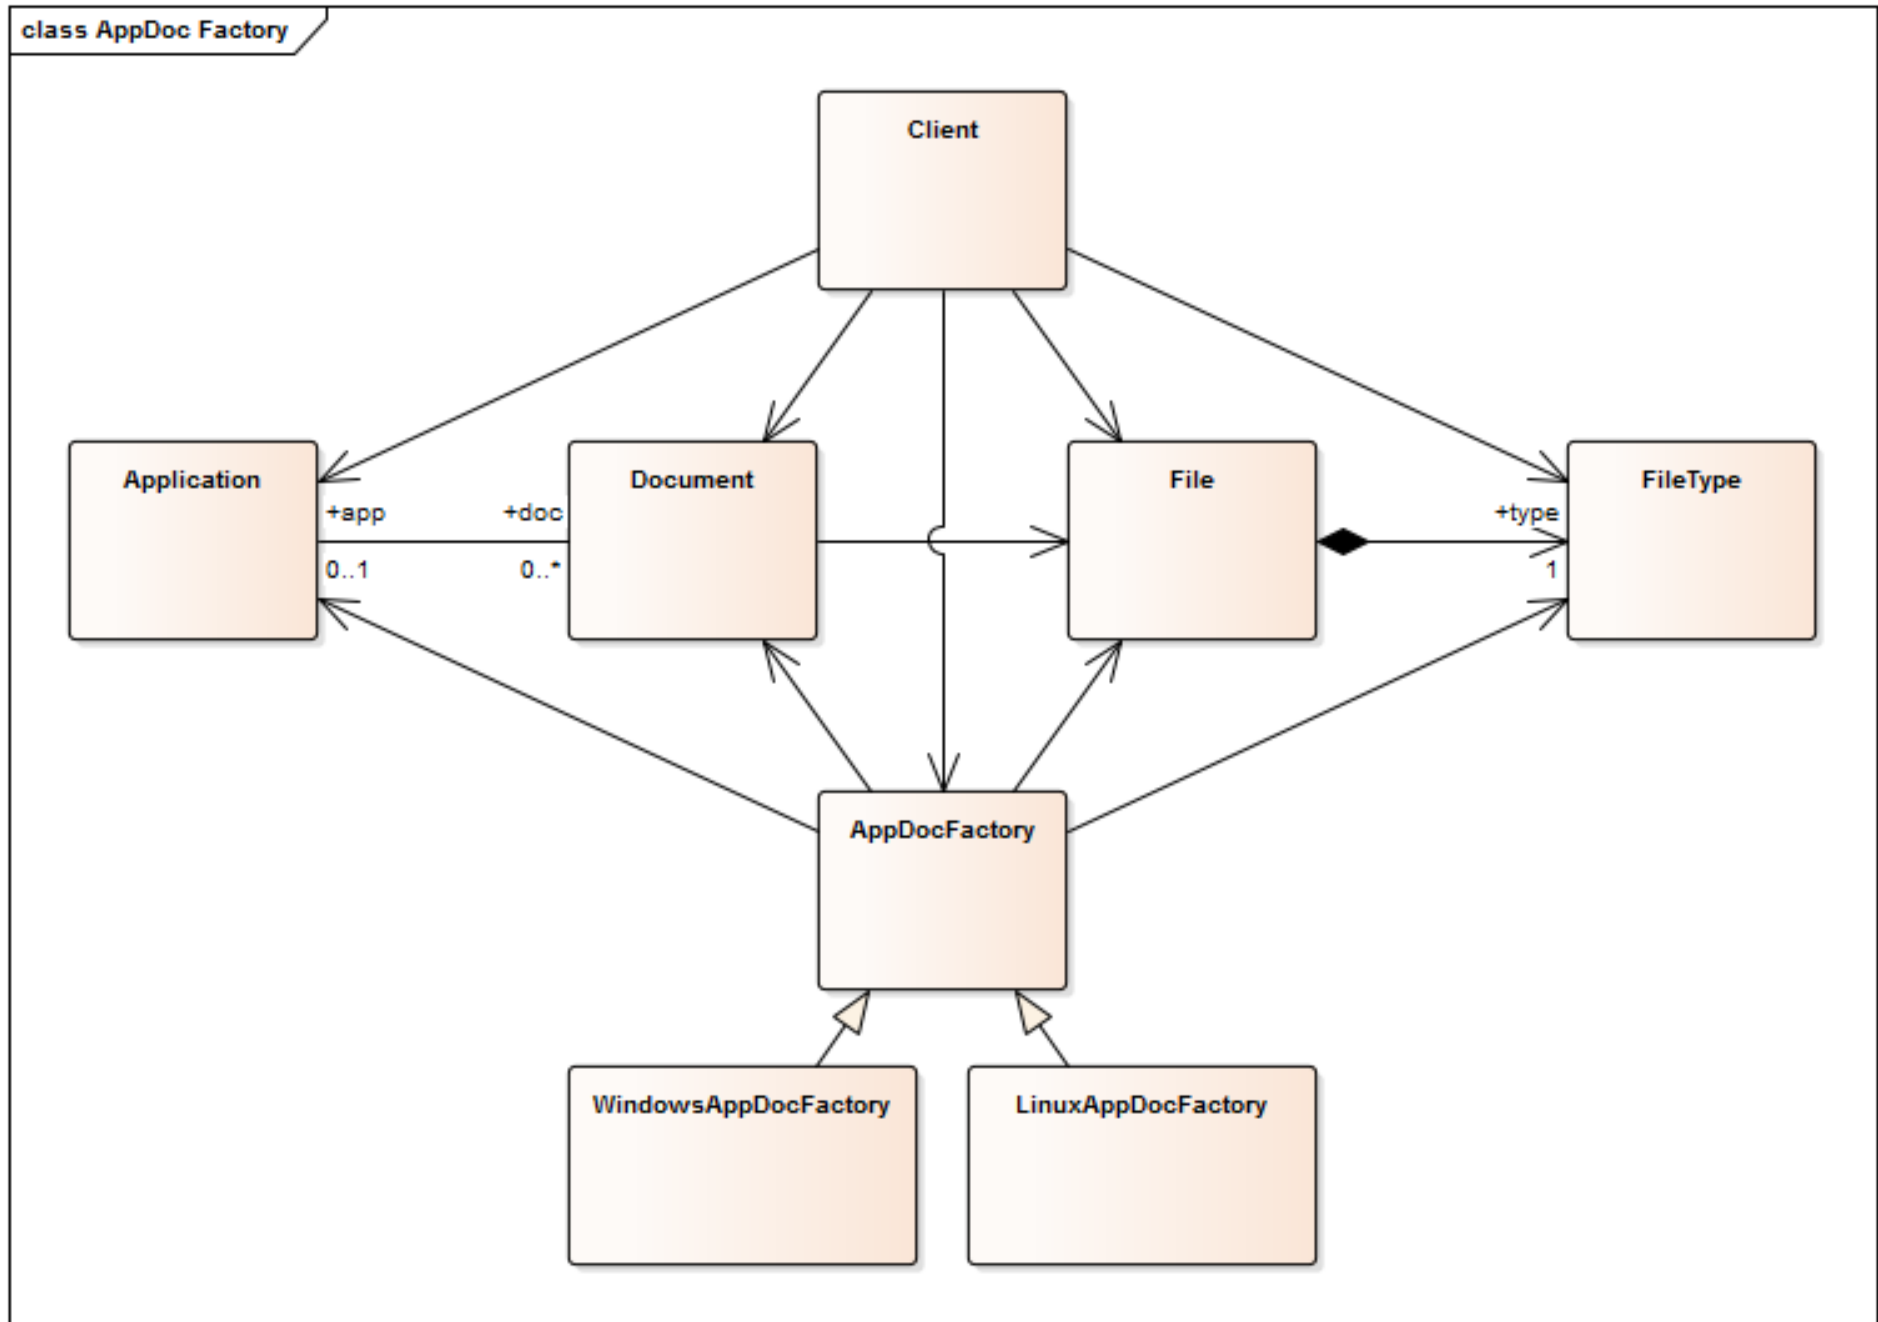 class AppDoc Factory
Client
Application
Document
File
FileType
+app
+doc
+type
0..1
0..*
1
AppDocFactory
WindowsAppDocFactory
LinuxAppDocFactory